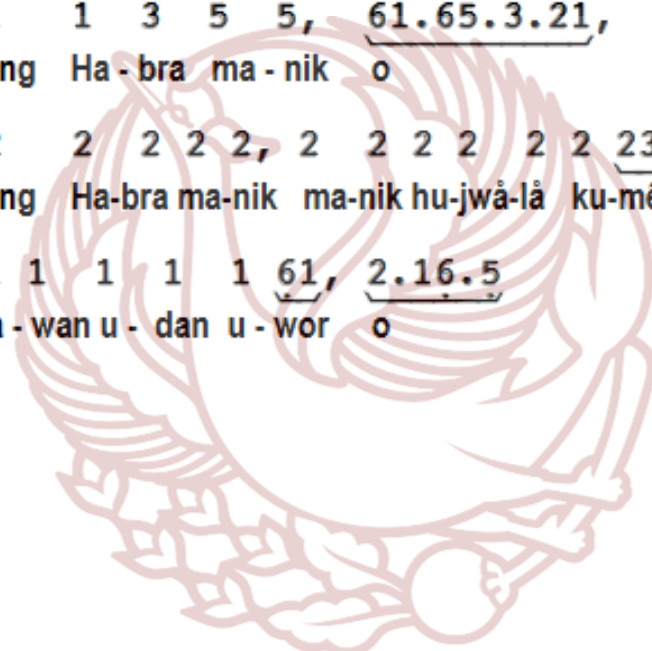 1 3 5 5, 61.65.3.21,
ng Ha - bra ma - nik o
2 2 2 2, 2 2 2 2 2 2 23
ng Ha-bra ma-nik ma-nik hu-jwå-lå ku-mê
1 1 1 1 61, 2.16.5
- wan u - dan u - wor o